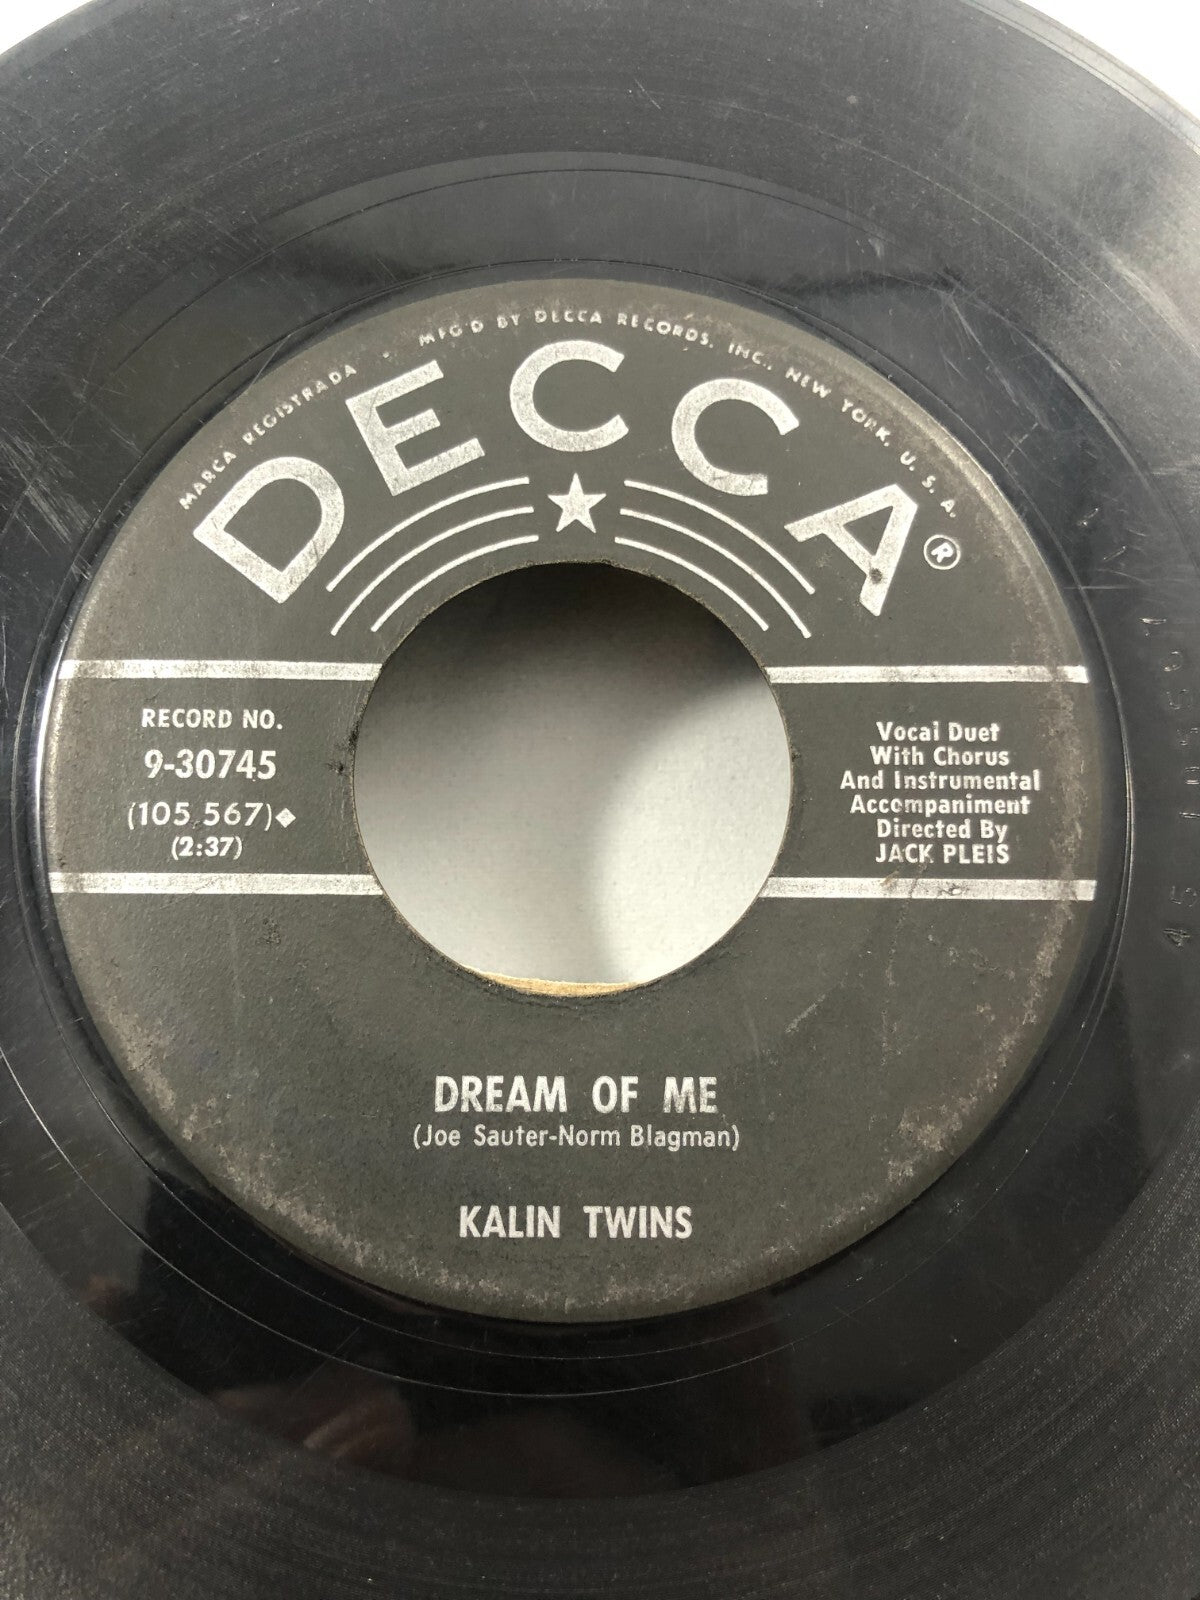 MARCA REGISTRADA • MFG'D BY DECCA RECORDS, INC., NEW YORK, U. S. A.
DECCA®
RECORD NO.
9-30745
(105 567)
(2:37)
Vocal Duet
With Chorus
And Instrumental
Accompaniment
Directed By
JACK PLEIS
DREAM OF ME
(Joe Sauter-Norm Blagman)
KALIN TWINS